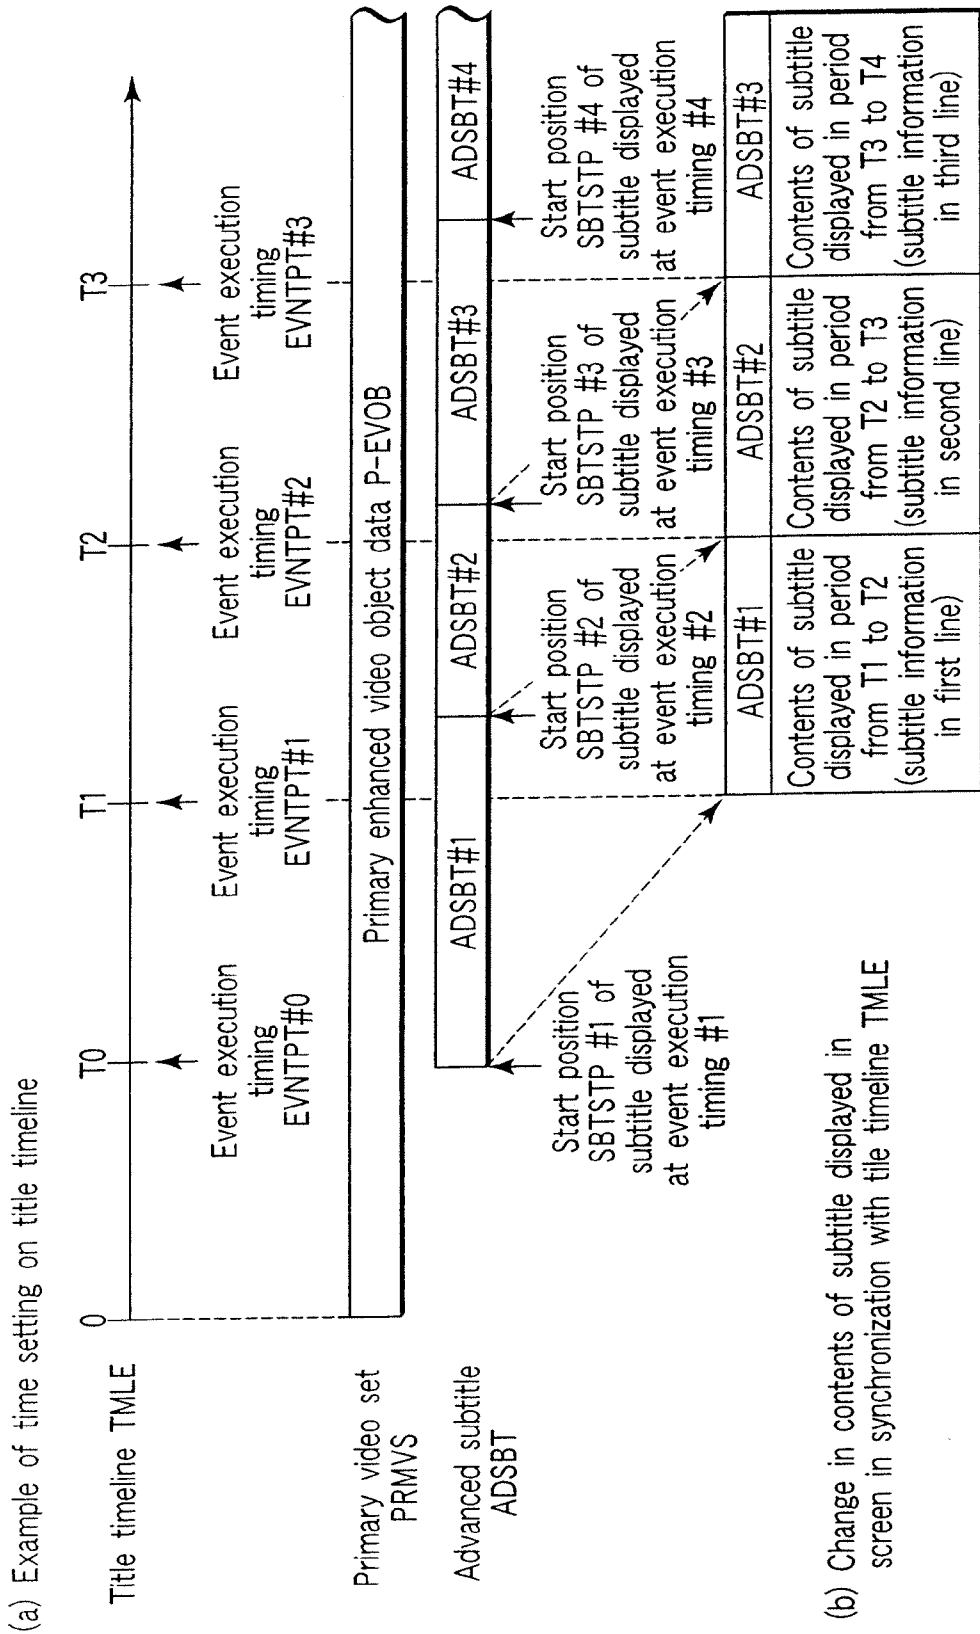 (a) Example of time setting on title timeline
Title timeline TMLE
0
T0
T1
T2
T3
Event execution
timing
EVNTPT#0
Event execution
timing
EVNTPT#1
Event execution
timing
EVNTPT#2
Event execution
timing
EVNTPT#3
Primary video set
PRMVS
Primary enhanced video object data P-EVOB
Advanced subtitle
ADSBT
ADSBT#1
ADSBT#2
ADSBT#3
ADSBT#4
Start position
SBTSTP #1 of
subtitle displayed
at event execution
timing #1
Start position
SBTSTP #2 of
subtitle displayed
at event execution
timing #2
Start position
SBTSTP #3 of
subtitle displayed
at event execution
timing #3
Start position
SBTSTP #4 of
subtitle displayed
at event execution
timing #4
(b) Change in contents of subtitle displayed in
screen in synchronization with tile timeline TMLE
ADSBT#1
Contents of subtitle
displayed in period
from T1 to T2
(subtitle information
in first line)
ADSBT#2
Contents of subtitle
displayed in period
from T2 to T3
(subtitle information
in second line)
ADSBT#3
Contents of subtitle
displayed in period
from T3 to T4
(subtitle information
in third line)